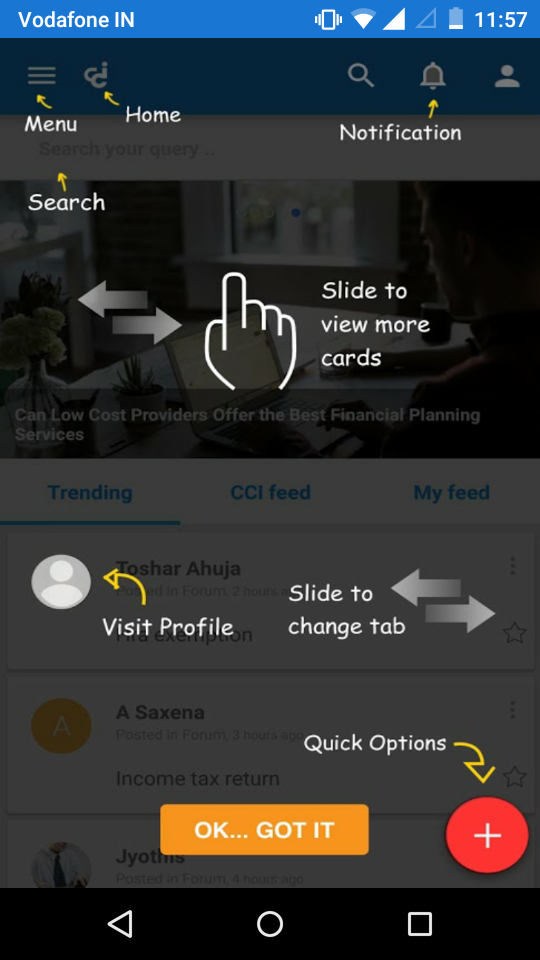 Vodafone IN
11:57
Menu
Home
Notification
Search your query ..
Search
Slide to
view more
cards
Can Low Cost Providers Offer the Best Financial Planning
Services
Trending
CCI feed
My feed
Toshar Ahuja
Posted in Forum, 2 hours
Visit Profile
exemption
Slide to
change tab
A Saxena
Posted in Forum, 3 hours ago
Quick Options
A
Income tax return
OK... GOT IT
Jyothis
Posted in Forum, 4 hours ago